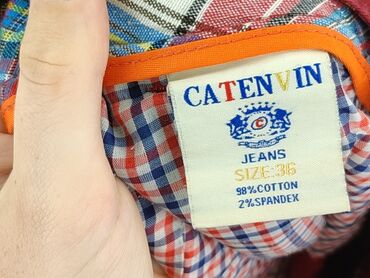 CATENVIN
C
JEANS
SIZE:36
98%COTTON
2%SPANDEX